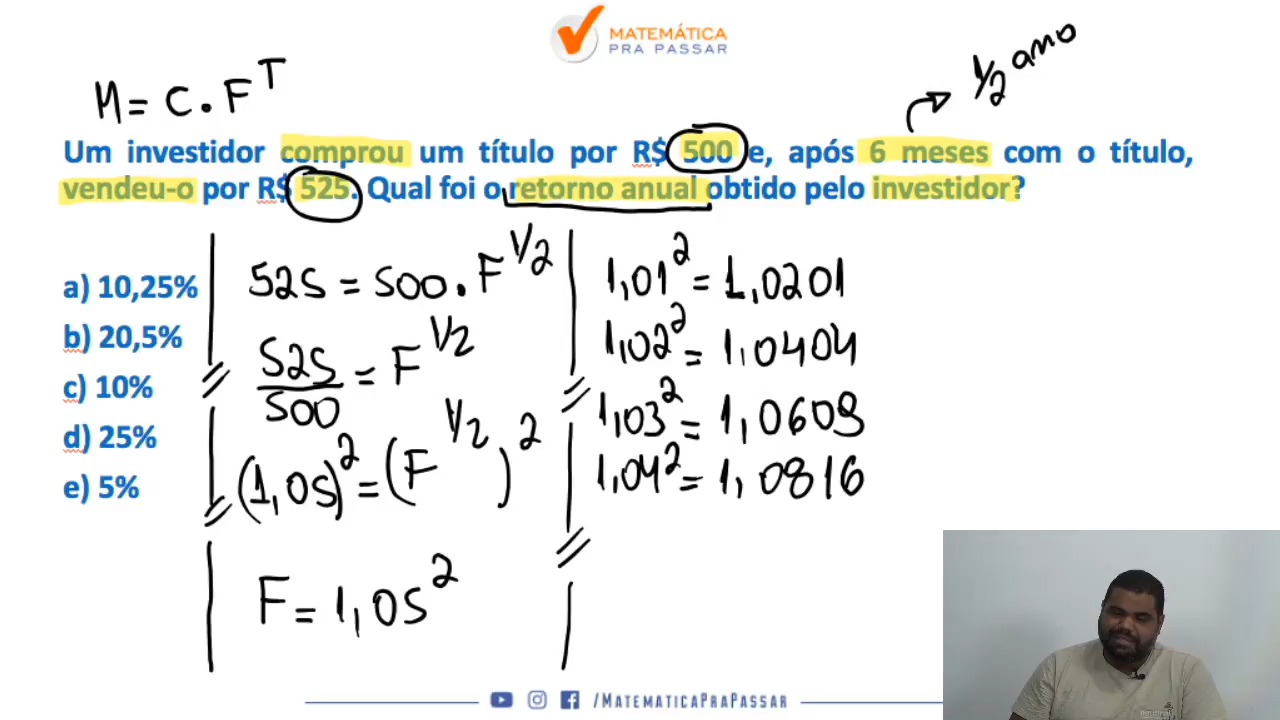 MATEMÁTICA
PRA PASSAR
M = C . F^T
1/2 ano
Um investidor comprou um título por R$ 500 e, após 6 meses com o título,
vendeu-o por R$ 525. Qual foi o retorno anual obtido pelo investidor?
a) 10,25%
b) 20,5%
c) 10%
d) 25%
e) 5%
525 = 500 . F^1/2
525/500 = F^1/2
(1,05)^2 = (F^1/2)^2
F = 1,05^2
1,01^2 = 1,0201
1,02^2 = 1,0404
1,03^2 = 1,0609
1,04^2 = 1,0816
/MATEMATICAPRAPASSAR